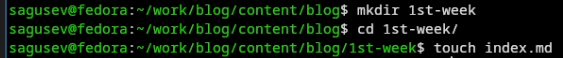 sagusev@fedora:~/work/blog/content/blog$ mkdir 1st-week
sagusev@fedora:~/work/blog/content/blog$ cd 1st-week/
sagusev@fedora:~/work/blog/content/blog/1st-week$ touch index.md